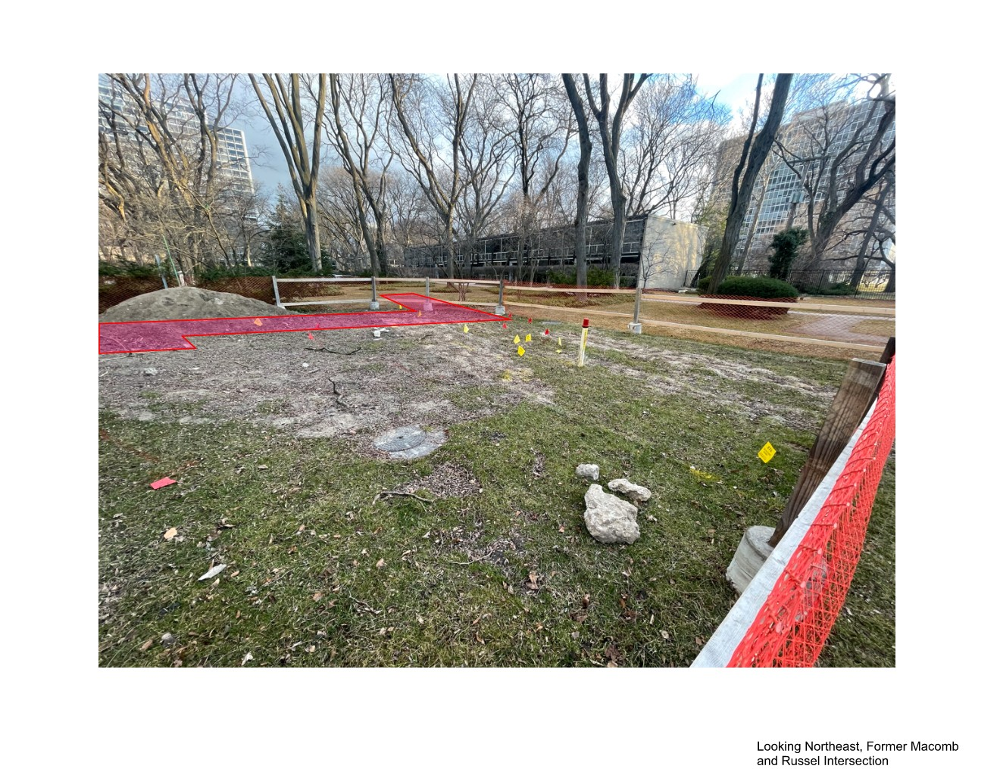 Looking Northeast, Former Macomb
and Russel Intersection